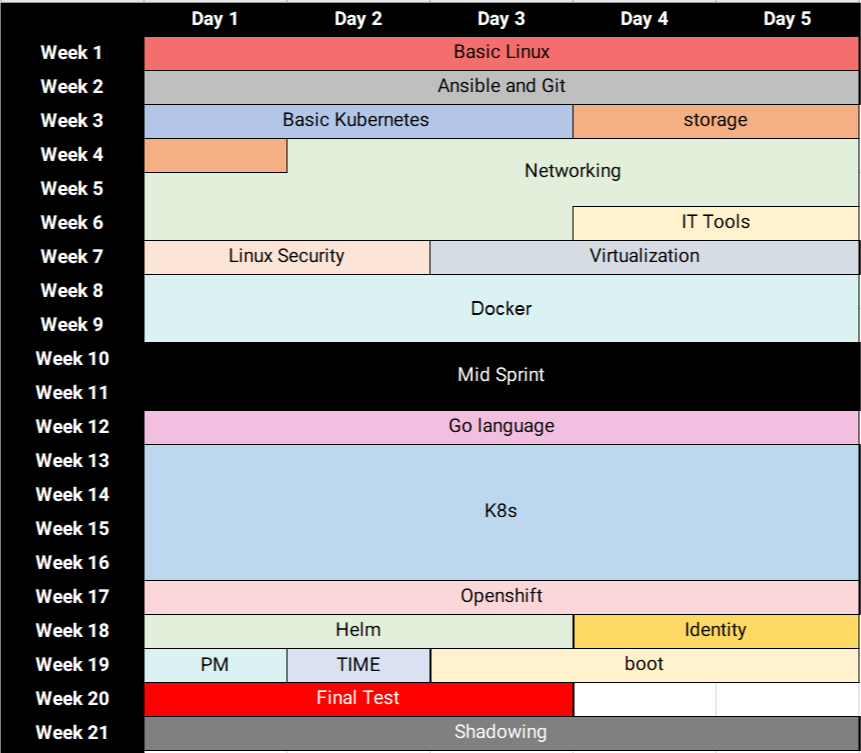 Day 1 Day 2 Day 3 Day 4 Day 5
Week 1 Basic Linux
Week 2 Ansible and Git
Week 3 Basic Kubernetes storage
Week 4
Networking
Week 5
Week 6 IT Tools
Week 7 Linux Security Virtualization
Week 8
Docker
Week 9
Week 10
Mid Sprint
Week 11
Week 12 Go language
Week 13
Week 14
K8s
Week 15
Week 16
Week 17 Openshift
Week 18 Helm Identity
Week 19 PM TIME boot
Week 20 Final Test
Week 21 Shadowing